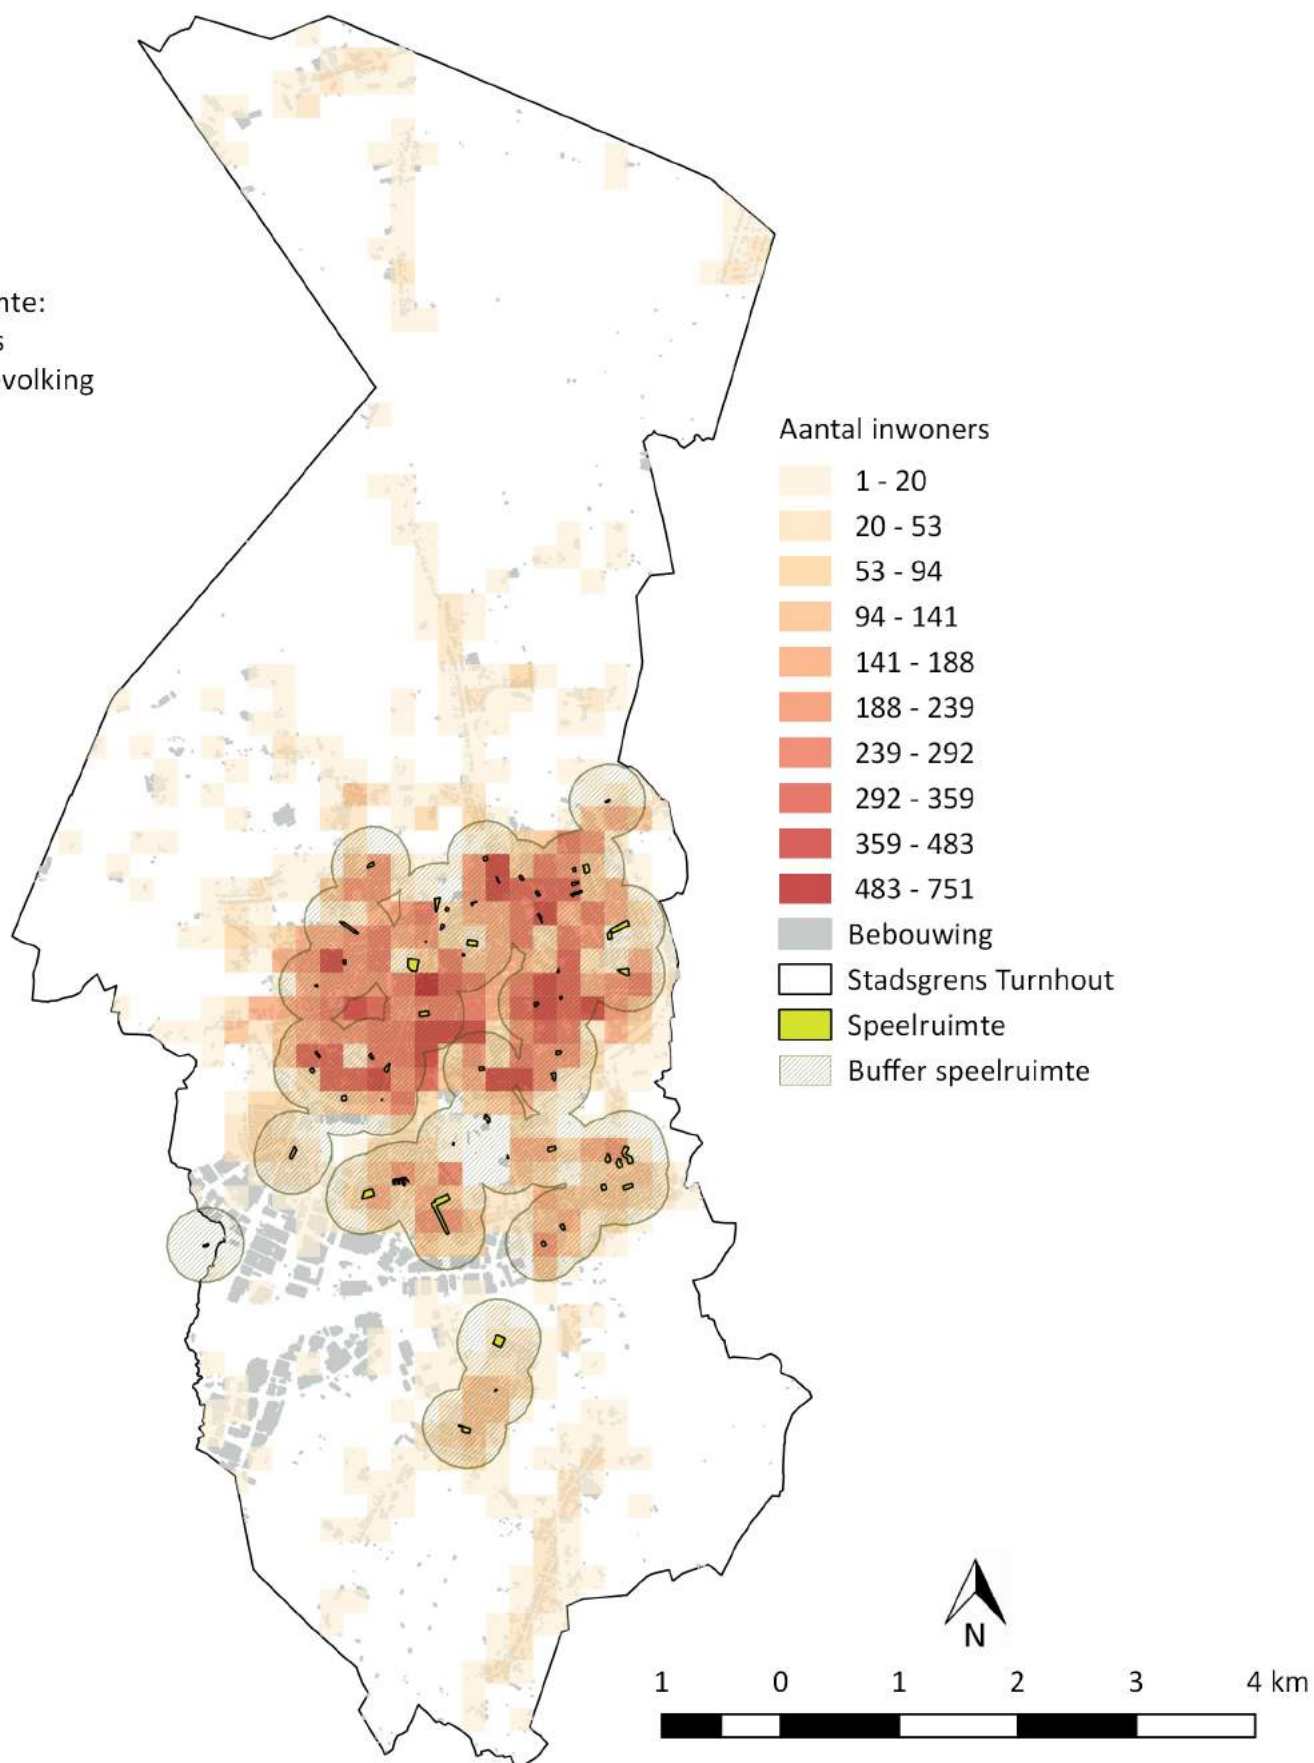 nte:
s
volking
Aantal inwoners
1 - 20
20 - 53
53 - 94
94 - 141
141 - 188
188 - 239
239 - 292
292 - 359
359 - 483
483 - 751
Bebouwing
Stadsgrens Turnhout
Speelruimte
Buffer speelruimte
N
1 0 1 2 3 4 km